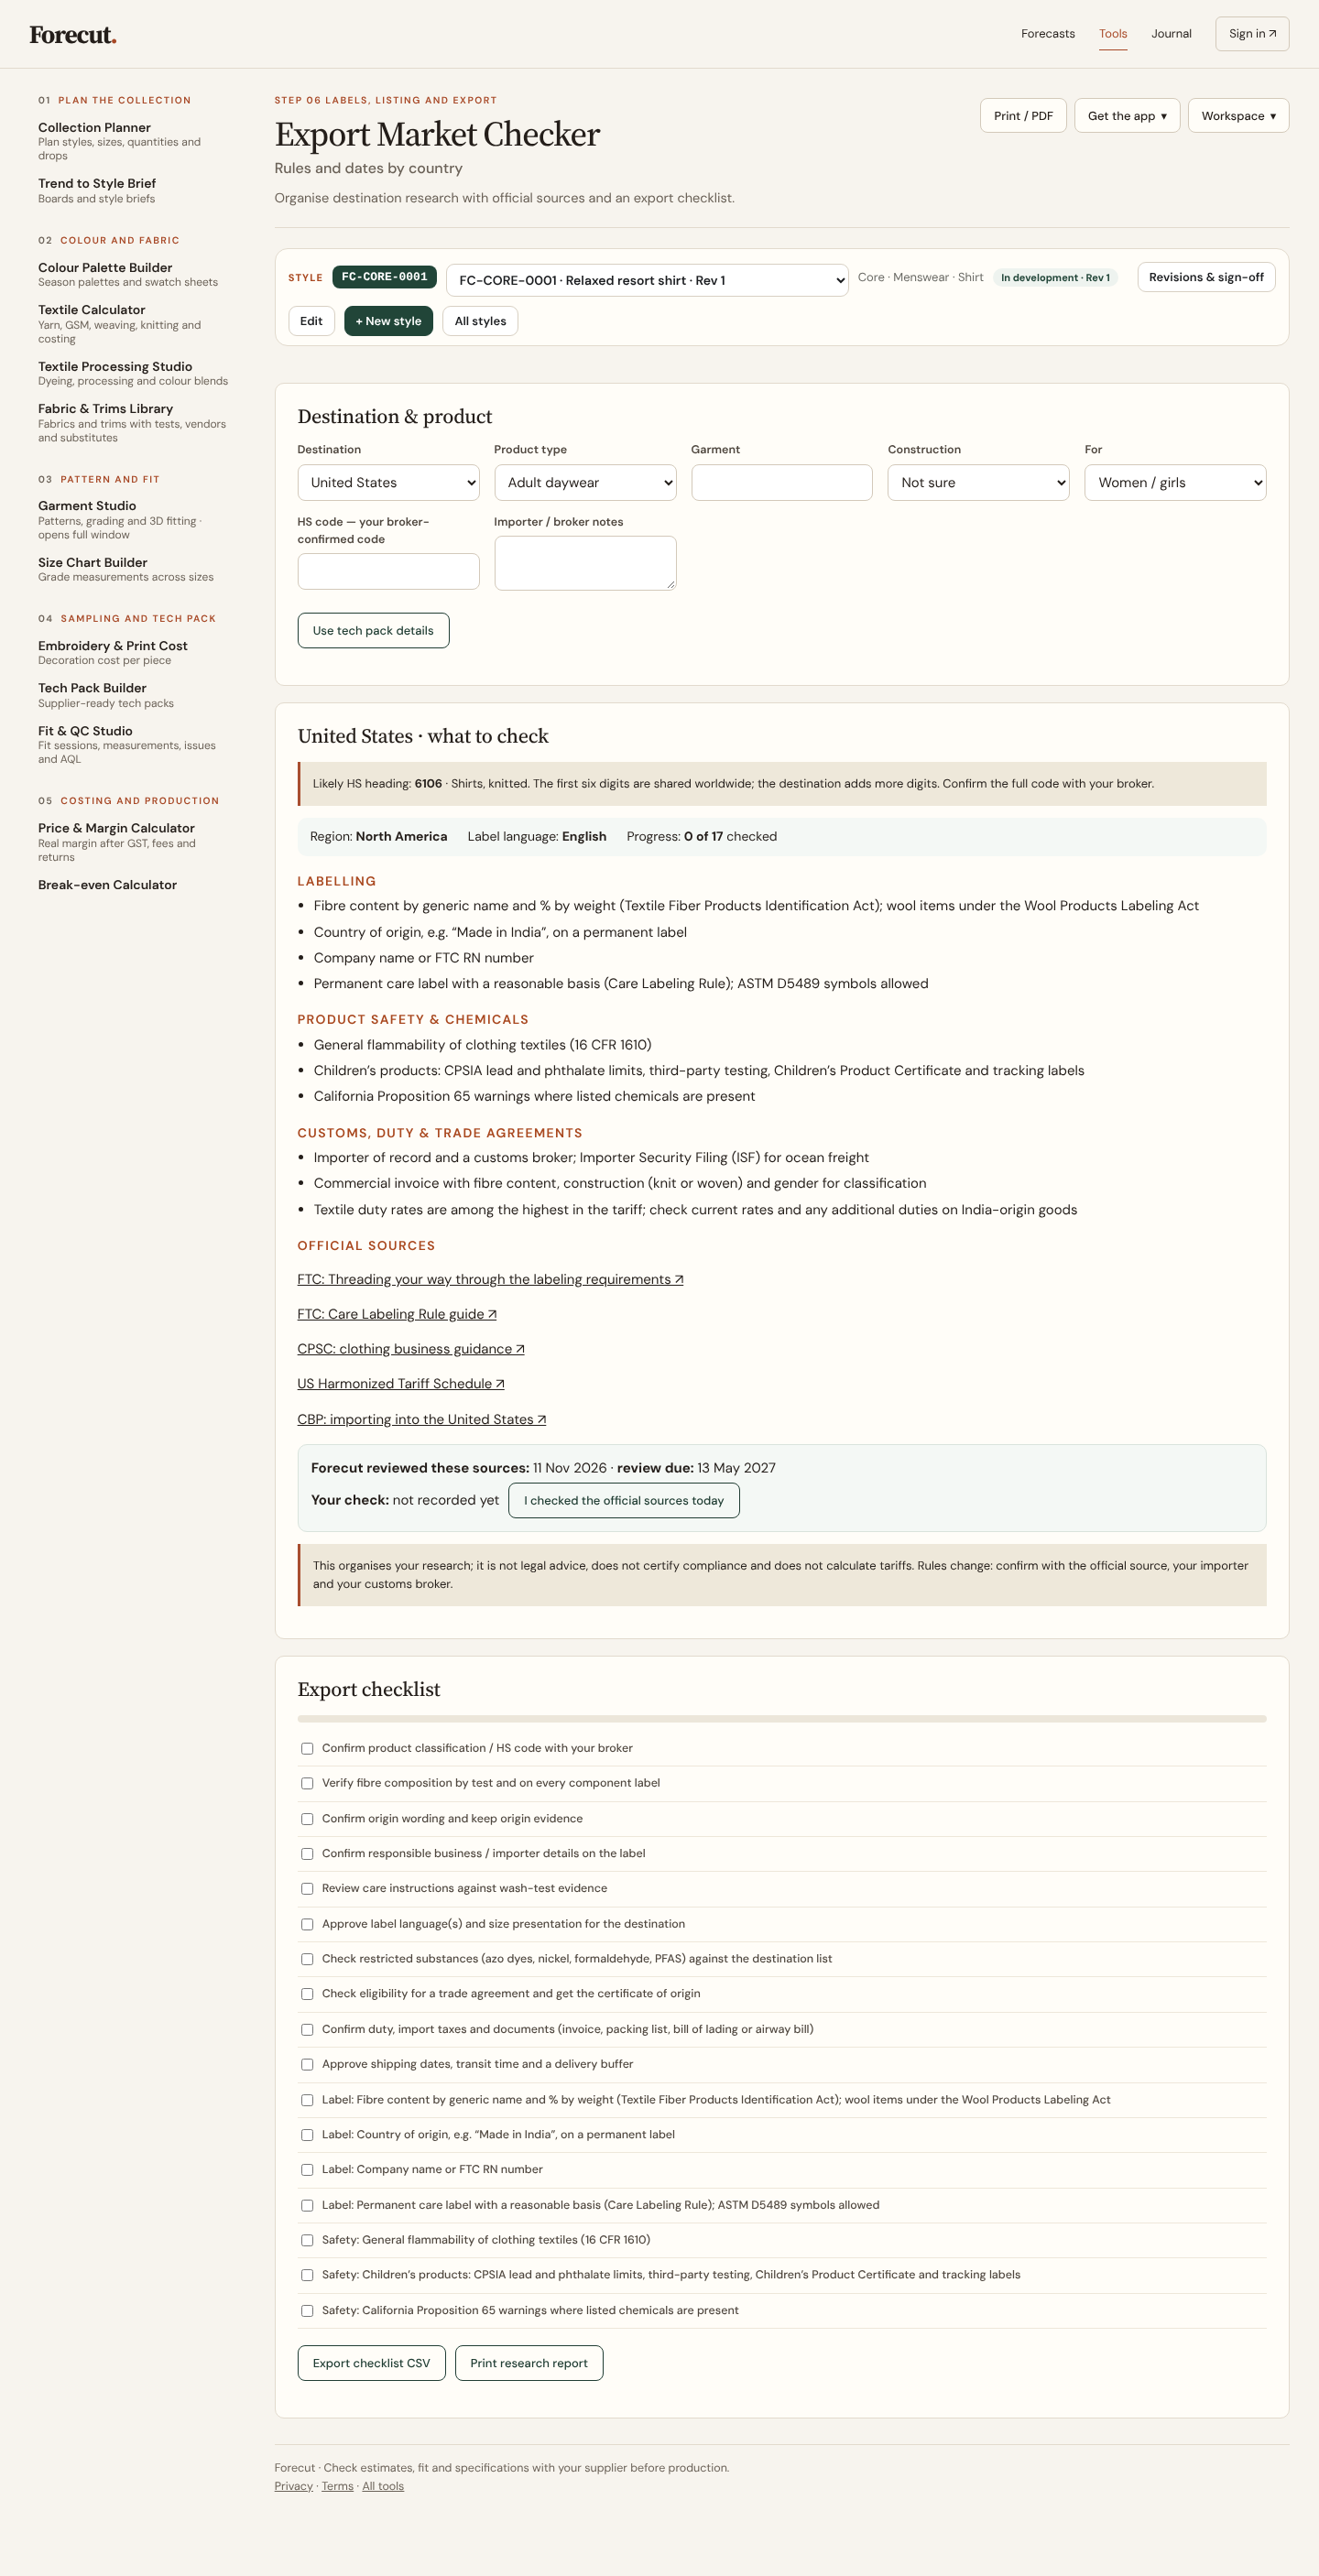 Forecut.
Forecasts
Tools
Journal
Sign in ↗
01 PLAN THE COLLECTION
Collection Planner
Plan styles, sizes, quantities and
drops
Trend to Style Brief
Boards and style briefs
02 COLOUR AND FABRIC
Colour Palette Builder
Season palettes and swatch sheets
Textile Calculator
Yarn, GSM, weaving, knitting and
costing
Textile Processing Studio
Dyeing, processing and colour blends
Fabric & Trims Library
Fabrics and trims with tests, vendors
and substitutes
03 PATTERN AND FIT
Garment Studio
Patterns, grading and 3D fitting ·
opens full window
Size Chart Builder
Grade measurements across sizes
04 SAMPLING AND TECH PACK
Embroidery & Print Cost
Decoration cost per piece
Tech Pack Builder
Supplier-ready tech packs
Fit & QC Studio
Fit sessions, measurements, issues
and AQL
05 COSTING AND PRODUCTION
Price & Margin Calculator
Real margin after GST, fees and
returns
Break-even Calculator
STEP 06 LABELS, LISTING AND EXPORT
Export Market Checker
Rules and dates by country
Organise destination research with official sources and an export checklist.
Print / PDF
Get the app ▾
Workspace ▾
STYLE
FC-CORE-0001
FC-CORE-0001 · Relaxed resort shirt · Rev 1
Core · Menswear · Shirt
In development · Rev 1
Revisions & sign-off
Edit
+ New style
All styles
Destination & product
Destination
Product type
Garment
Construction
For
United States
Adult daywear
Not sure
Women / girls
HS code — your broker-
confirmed code
Importer / broker notes
Use tech pack details
United States · what to check
Likely HS heading: 6106 · Shirts, knitted. The first six digits are shared worldwide; the destination adds more digits. Confirm the full code with your broker.
Region: North America Label language: English Progress: 0 of 17 checked
LABELLING
• Fibre content by generic name and % by weight (Textile Fiber Products Identification Act); wool items under the Wool Products Labeling Act
• Country of origin, e.g. “Made in India”, on a permanent label
• Company name or FTC RN number
• Permanent care label with a reasonable basis (Care Labeling Rule); ASTM D5489 symbols allowed
PRODUCT SAFETY & CHEMICALS
• General flammability of clothing textiles (16 CFR 1610)
• Children’s products: CPSIA lead and phthalate limits, third-party testing, Children’s Product Certificate and tracking labels
• California Proposition 65 warnings where listed chemicals are present
CUSTOMS, DUTY & TRADE AGREEMENTS
• Importer of record and a customs broker; Importer Security Filing (ISF) for ocean freight
• Commercial invoice with fibre content, construction (knit or woven) and gender for classification
• Textile duty rates are among the highest in the tariff; check current rates and any additional duties on India-origin goods
OFFICIAL SOURCES
FTC: Threading your way through the labeling requirements ↗
FTC: Care Labeling Rule guide ↗
CPSC: clothing business guidance ↗
US Harmonized Tariff Schedule ↗
CBP: importing into the United States ↗
Forecut reviewed these sources: 11 Nov 2026 · review due: 13 May 2027
Your check: not recorded yet
I checked the official sources today
This organises your research; it is not legal advice, does not certify compliance and does not calculate tariffs. Rules change: confirm with the official source, your importer
and your customs broker.
Export checklist
Confirm product classification / HS code with your broker
Verify fibre composition by test and on every component label
Confirm origin wording and keep origin evidence
Confirm responsible business / importer details on the label
Review care instructions against wash-test evidence
Approve label language(s) and size presentation for the destination
Check restricted substances (azo dyes, nickel, formaldehyde, PFAS) against the destination list
Check eligibility for a trade agreement and get the certificate of origin
Confirm duty, import taxes and documents (invoice, packing list, bill of lading or airway bill)
Approve shipping dates, transit time and a delivery buffer
Label: Fibre content by generic name and % by weight (Textile Fiber Products Identification Act); wool items under the Wool Products Labeling Act
Label: Country of origin, e.g. “Made in India”, on a permanent label
Label: Company name or FTC RN number
Label: Permanent care label with a reasonable basis (Care Labeling Rule); ASTM D5489 symbols allowed
Safety: General flammability of clothing textiles (16 CFR 1610)
Safety: Children’s products: CPSIA lead and phthalate limits, third-party testing, Children’s Product Certificate and tracking labels
Safety: California Proposition 65 warnings where listed chemicals are present
Export checklist CSV
Print research report
Forecut · Check estimates, fit and specifications with your supplier before production.
Privacy · Terms · All tools